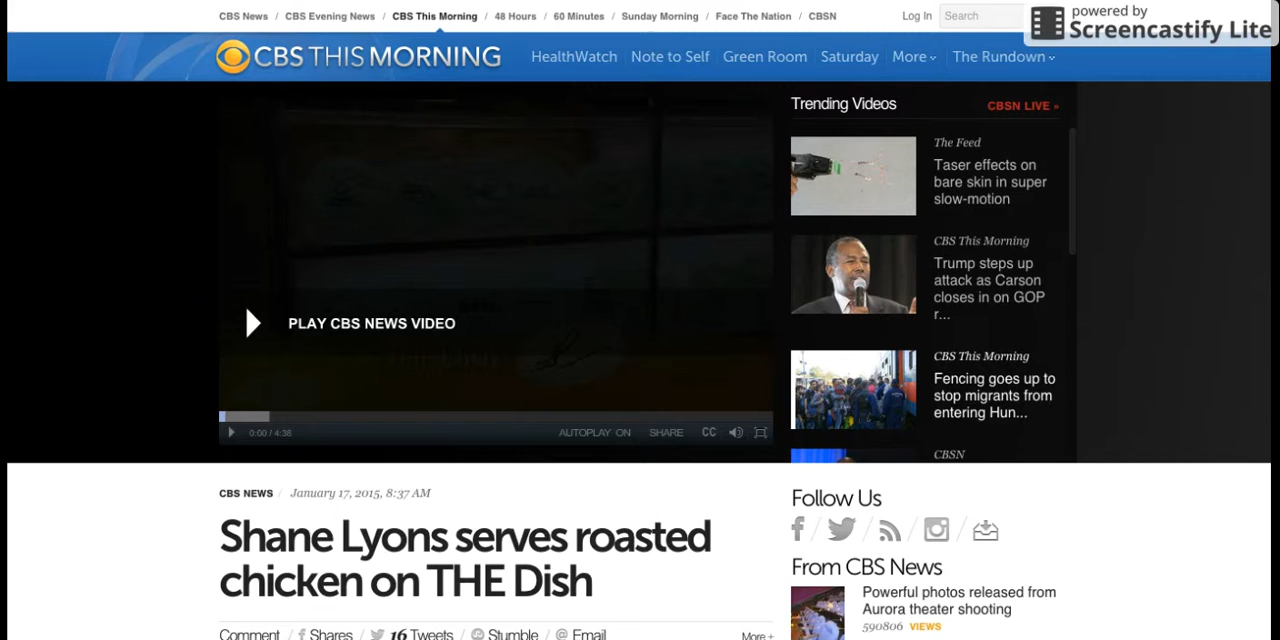 CBS News / CBS Evening News / CBS This Morning / 48 Hours / 60 Minutes / Sunday Morning / Face The Nation / CBSN
Log In
Search
powered by
Screencastify Lite
CBS THIS MORNING
HealthWatch Note to Self Green Room Saturday More The Rundown
Trending Videos
CBSN LIVE »
The Feed
Taser effects on
bare skin in super
slow-motion
CBS This Morning
Trump steps up
attack as Carson
closes in on GOP
r...
CBS This Morning
Fencing goes up to
stop migrants from
entering Hun...
CBSN
PLAY CBS NEWS VIDEO
0:00 / 4:38
AUTOPLAY ON SHARE CC
CBS NEWS / January 17, 2015, 8:37 AM
Shane Lyons serves roasted
chicken on THE Dish
Comment / Shares / 16 Tweets / Stumble / @ Email
More +
Follow Us
From CBS News
Powerful photos released from
Aurora theater shooting
590806 VIEWS